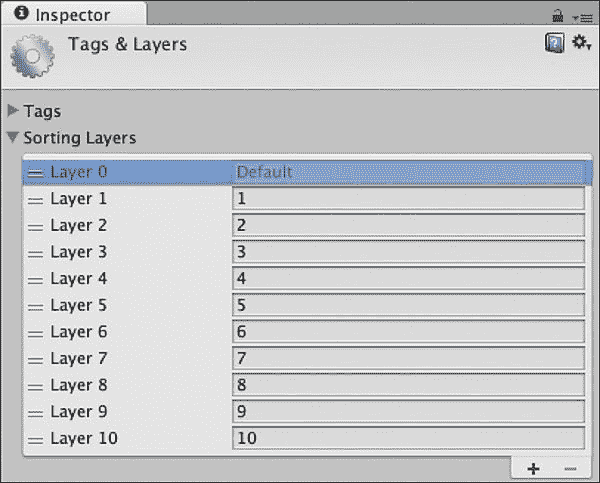 Inspector
Tags & Layers
Tags
Sorting Layers
Layer 0 Default
Layer 1 1
Layer 2 2
Layer 3 3
Layer 4 4
Layer 5 5
Layer 6 6
Layer 7 7
Layer 8 8
Layer 9 9
Layer 10 10